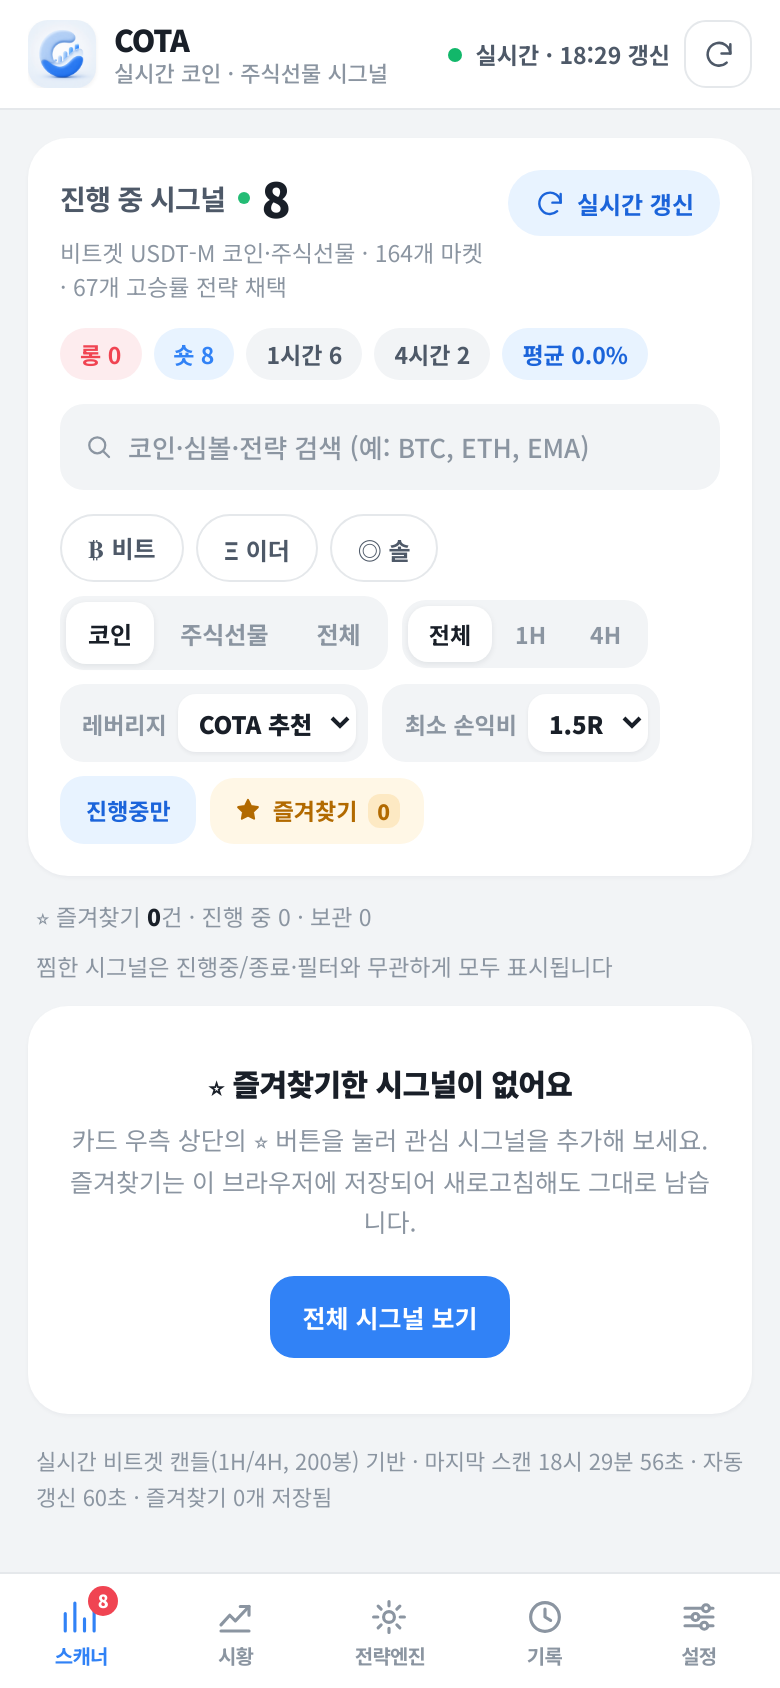 COTA
실시간 코인 · 주식선물 시그널
실시간 · 18:29 갱신
진행 중 시그널 8
실시간 갱신
비트겟 USDT-M 코인·주식선물 · 164개 마켓
· 67개 고승률 전략 채택
롱 0
숏 8
1시간 6
4시간 2
평균 0.0%
코인·심볼·전략 검색 (예: BTC, ETH, EMA)
₿ 비트
Ξ 이더
◎ 솔
코인
주식선물
전체
전체
1H
4H
레버리지
COTA 추천
최소 손익비
1.5R
진행중만
★ 즐겨찾기 0
☆ 즐겨찾기 0건 · 진행 중 0 · 보관 0
찜한 시그널은 진행중/종료·필터와 무관하게 모두 표시됩니다
☆ 즐겨찾기한 시그널이 없어요
카드 우측 상단의 ☆ 버튼을 눌러 관심 시그널을 추가해 보세요.
즐겨찾기는 이 브라우저에 저장되어 새로고침해도 그대로 남습
니다.
전체 시그널 보기
실시간 비트겟 캔들(1H/4H, 200봉) 기반 · 마지막 스캔 18시 29분 56초 · 자동
갱신 60초 · 즐겨찾기 0개 저장됨
8
스캐너
시황
전략엔진
기록
설정